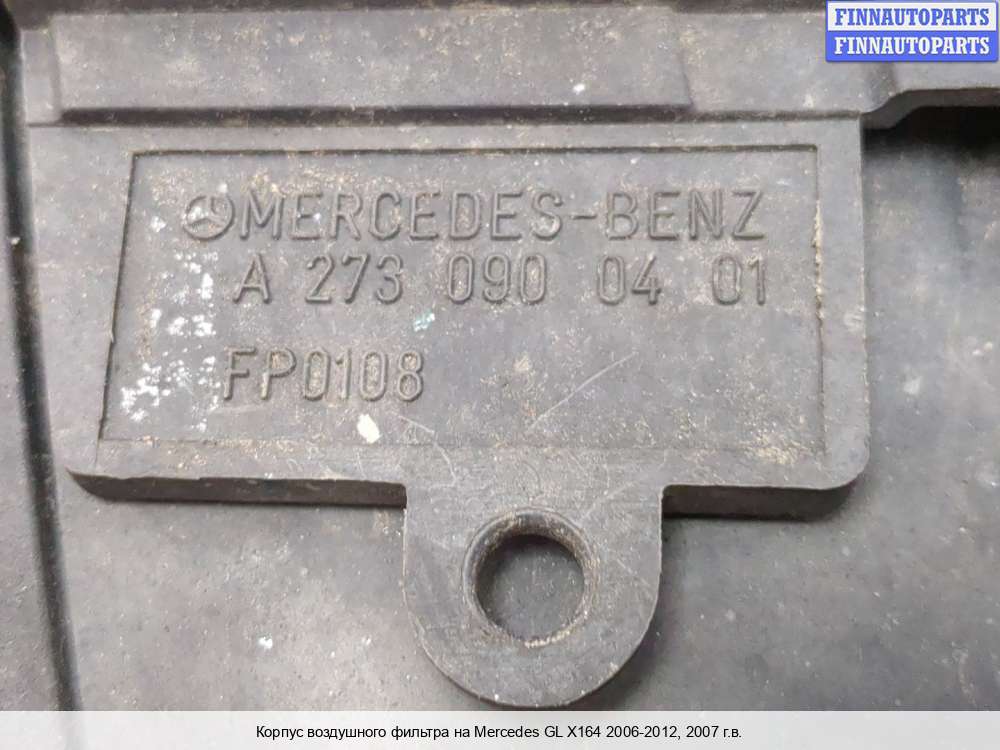 FINNAUTOPARTS
FINNAUTOPARTS
MERCEDES-BENZ
A 273 090 04 01
FP0108
Корпус воздушного фильтра на Mercedes GL X164 2006-2012, 2007 г.в.